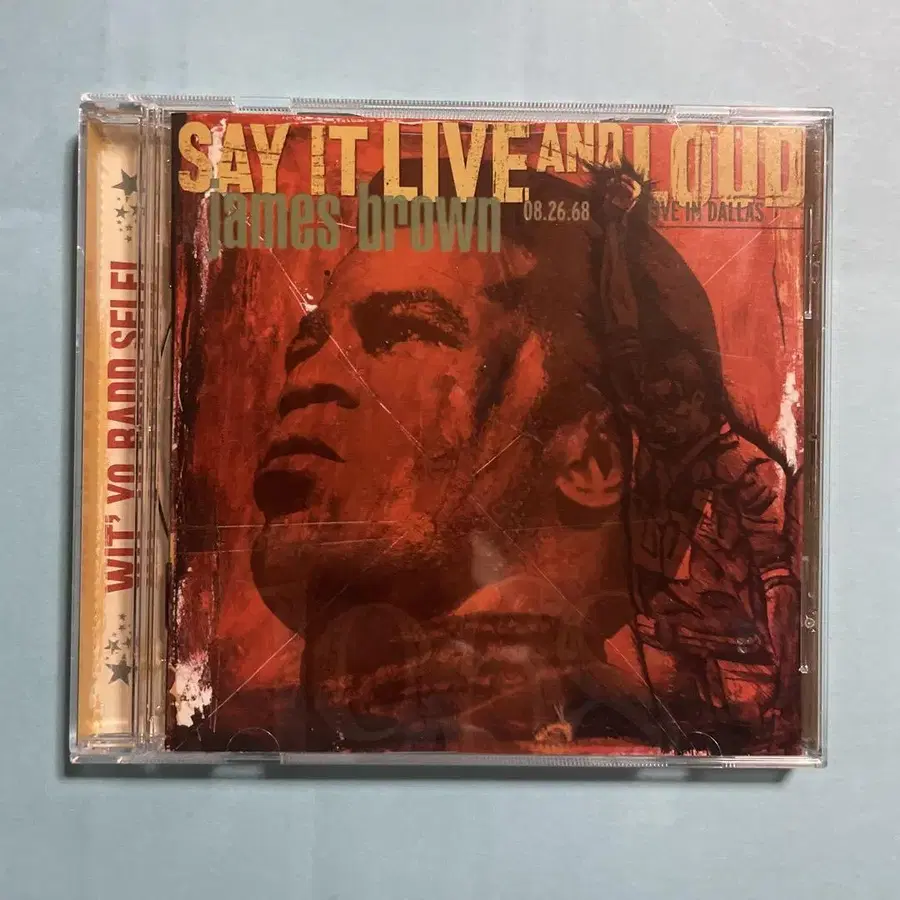 SAY IT LIVE AND LOUD
james brown
08.26.68
LIVE IN DALLAS
WIT' YO BADD SELF!